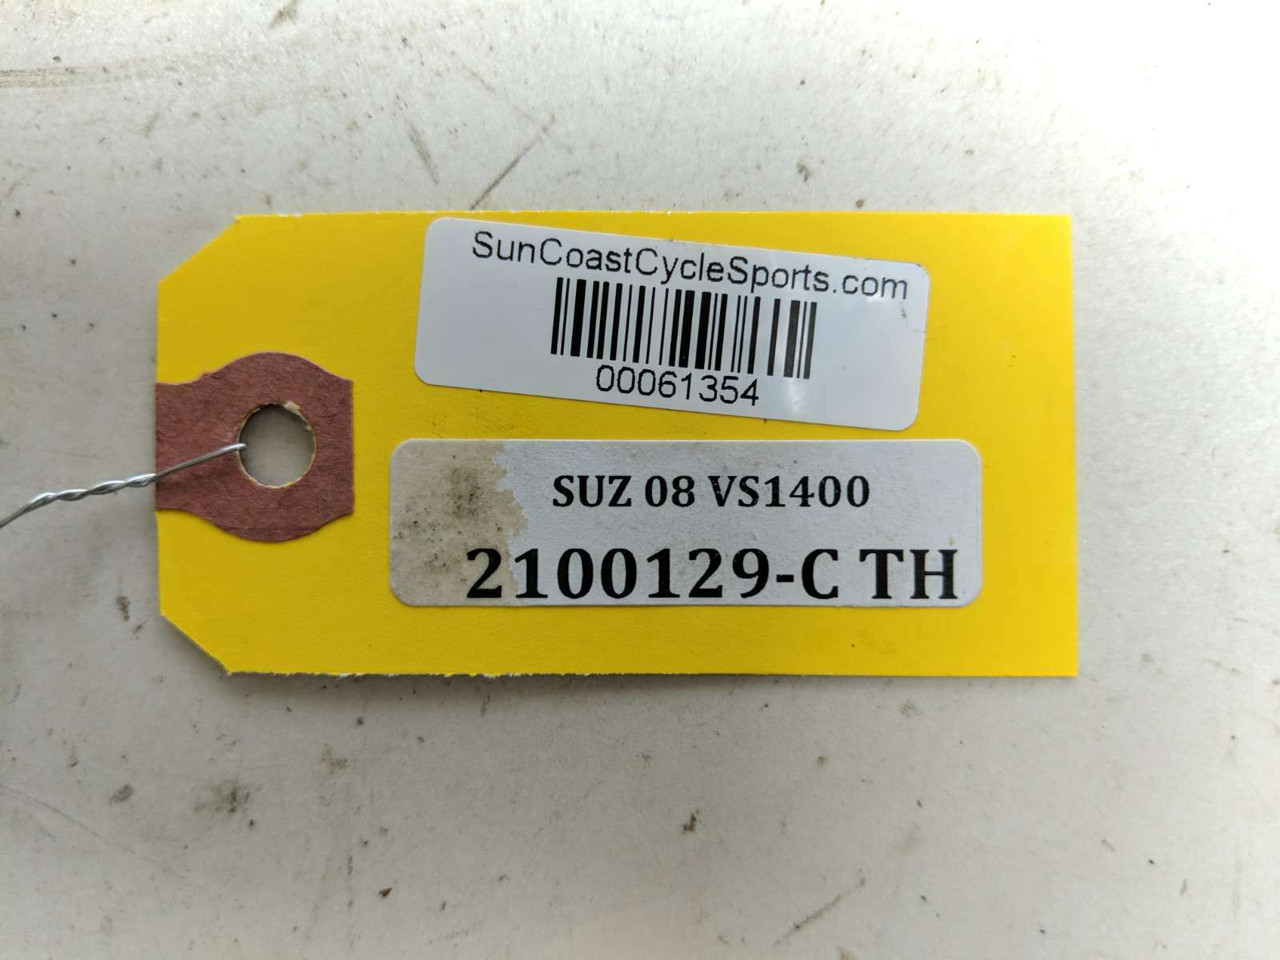 SunCoastCycleSports.com
00061354
SUZ 08 VS1400
2100129-C TH